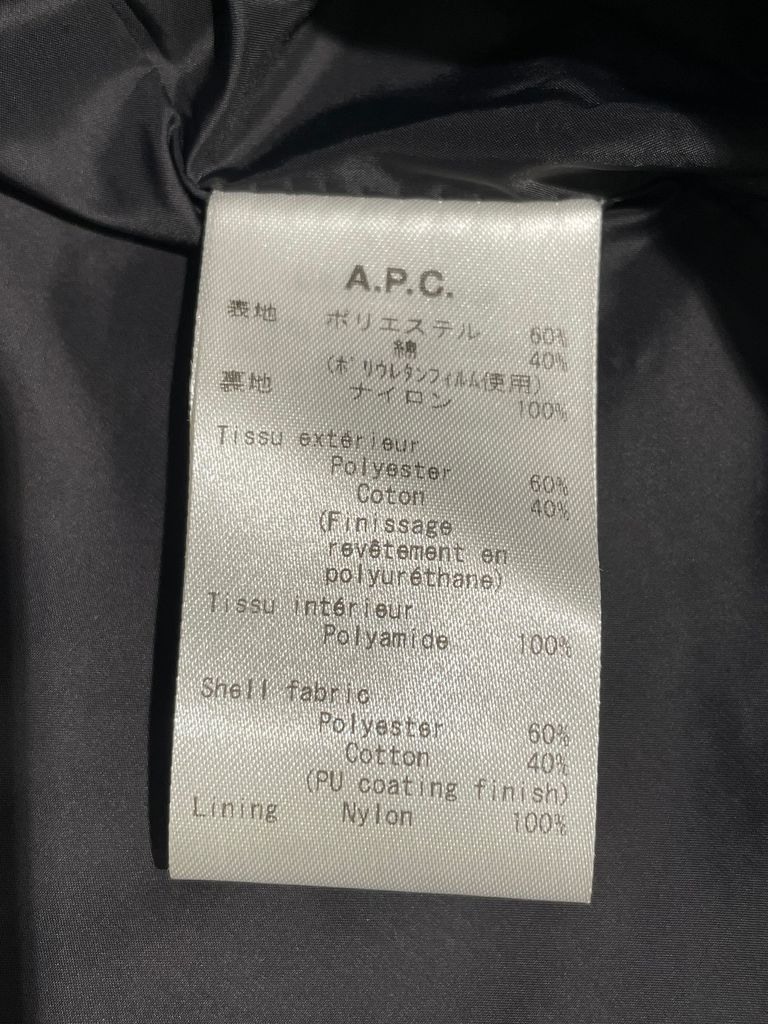 A.P.C.
表地 ポリエステル 60%
綿 40%
(ポリウレタンフィルム使用)
裏地 ナイロン 100%
Tissu extérieur
Polyester 60%
Coton 40%
(Finissage
revêtement en
polyuréthane)
Tissu intérieur
Polyamide 100%
Shell fabric
Polyester 60%
Cotton 40%
(PU coating finish)
Lining Nylon 100%